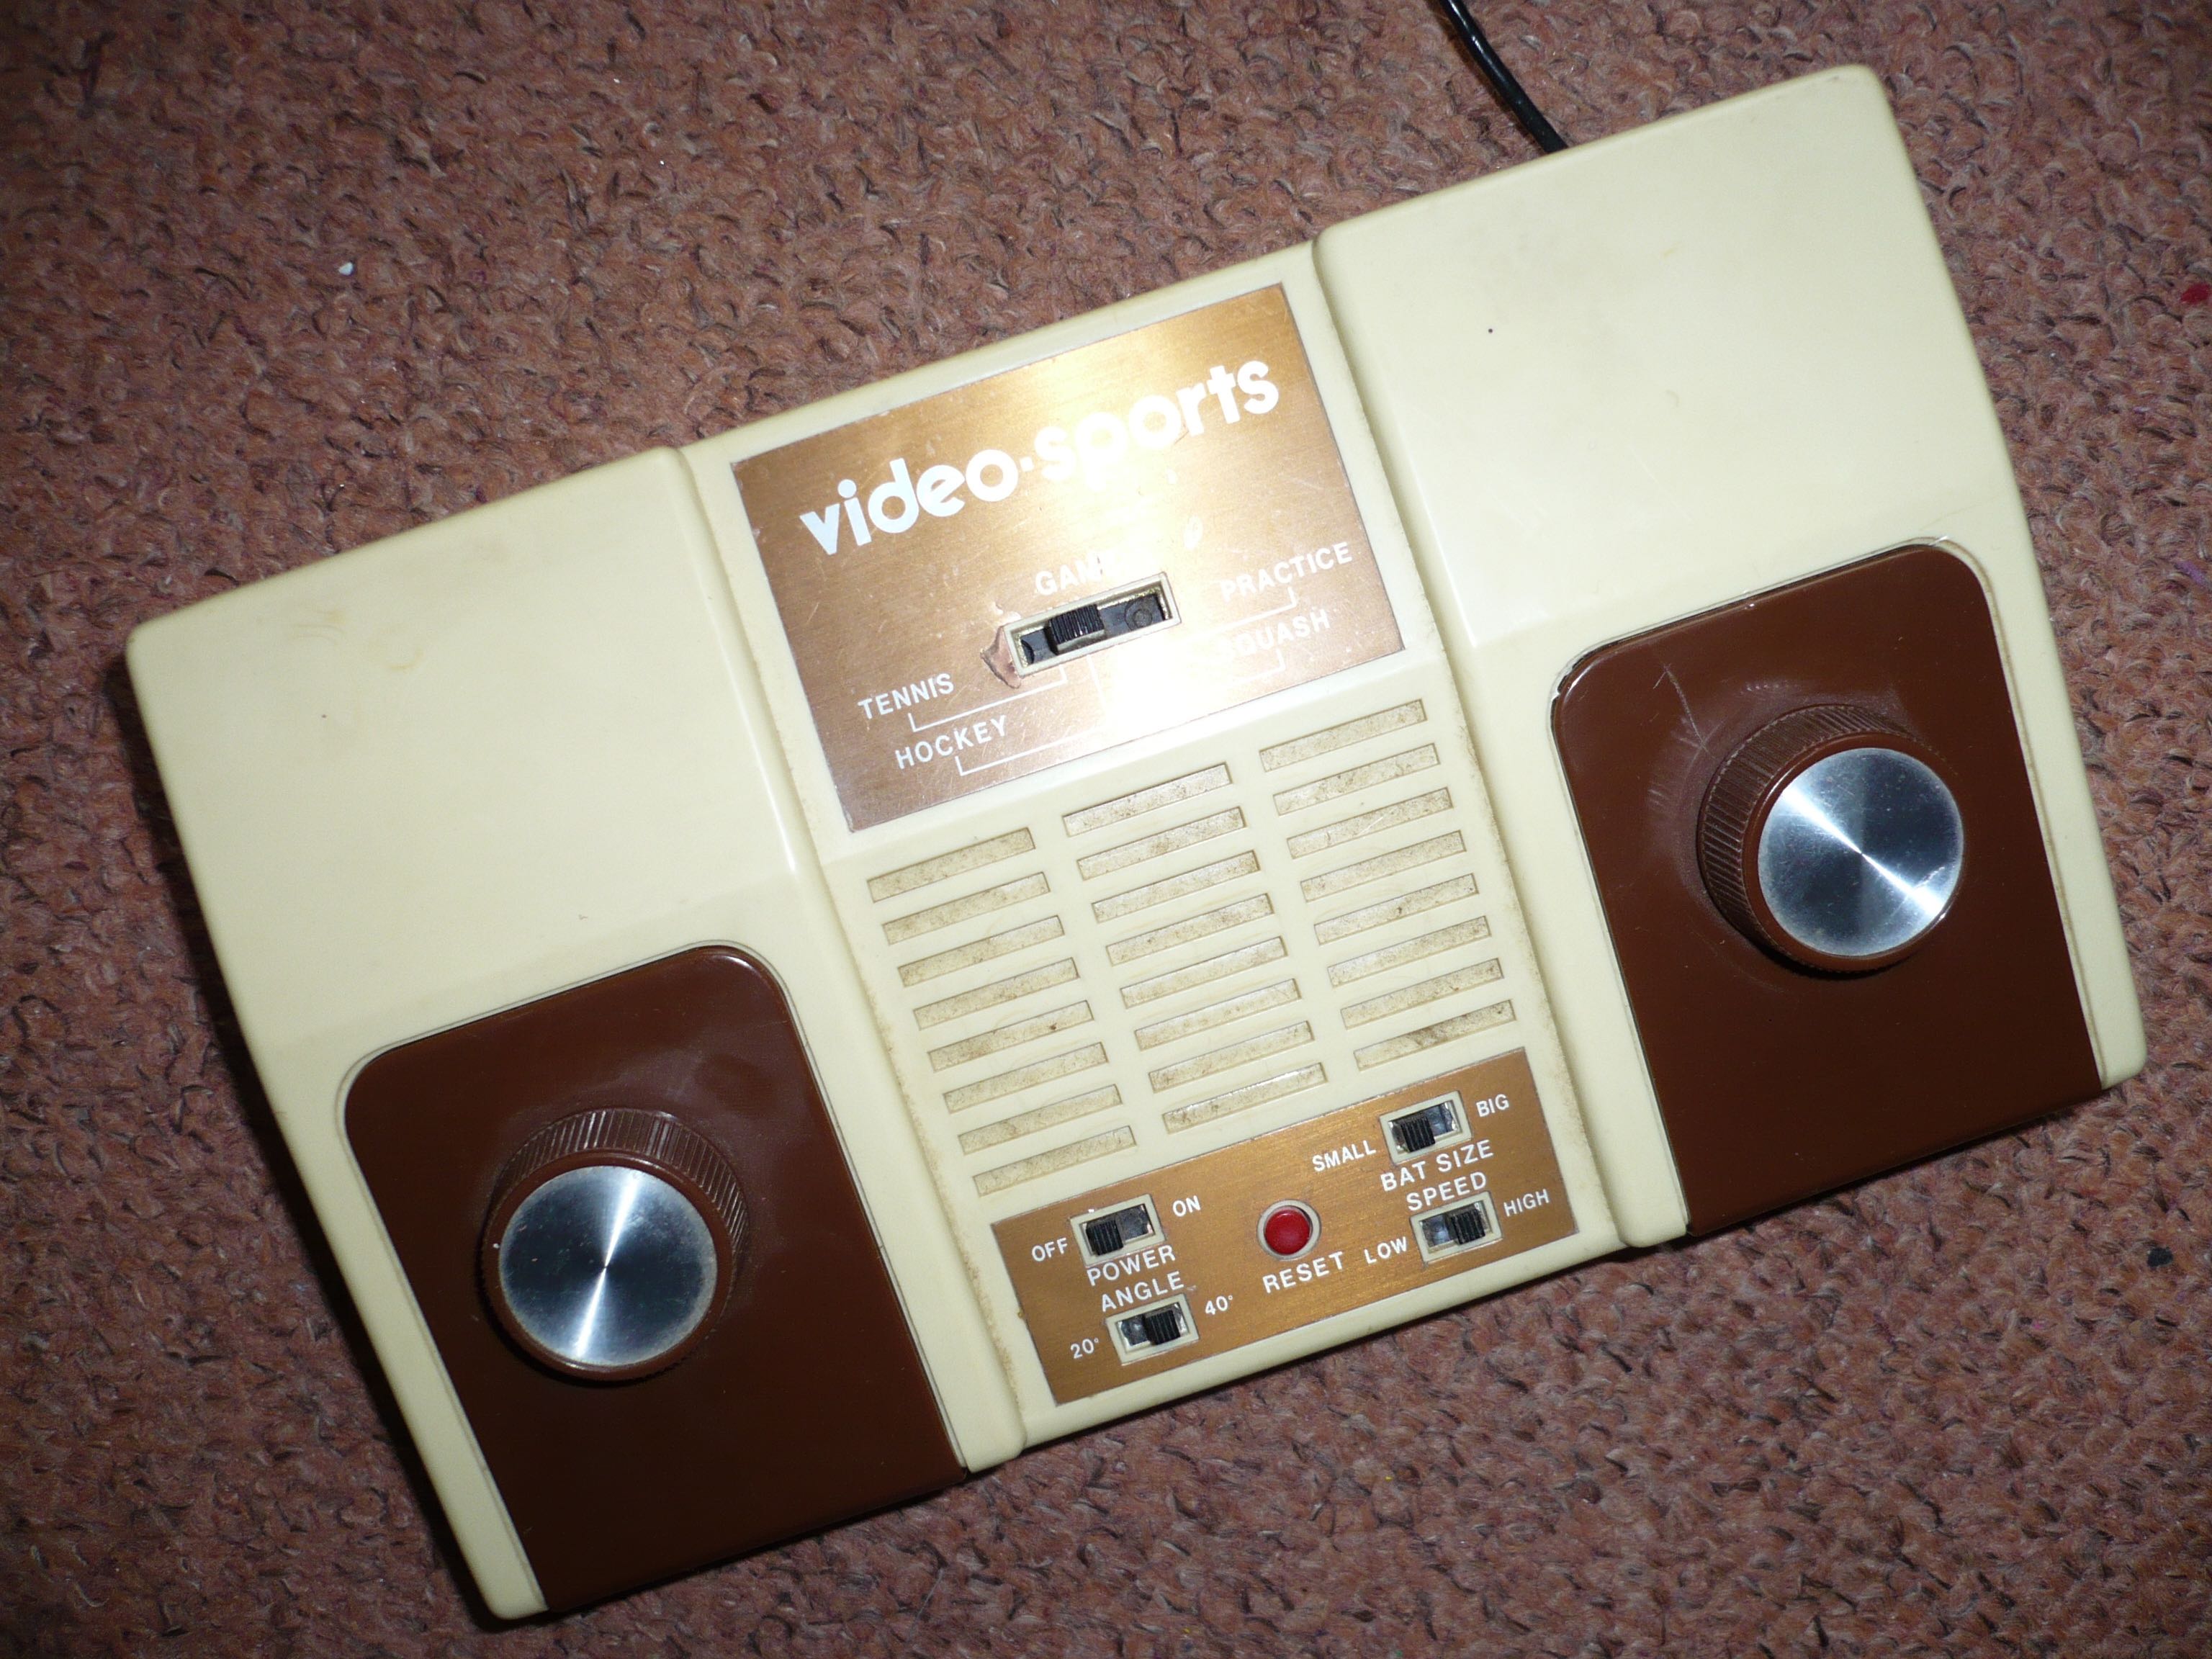 video·sports
GAME
PRACTICE
SQUASH
TENNIS
HOCKEY
SMALL BIG
BAT SIZE
OFF ON
POWER
ANGLE
20° 40°
RESET
SPEED
LOW HIGH